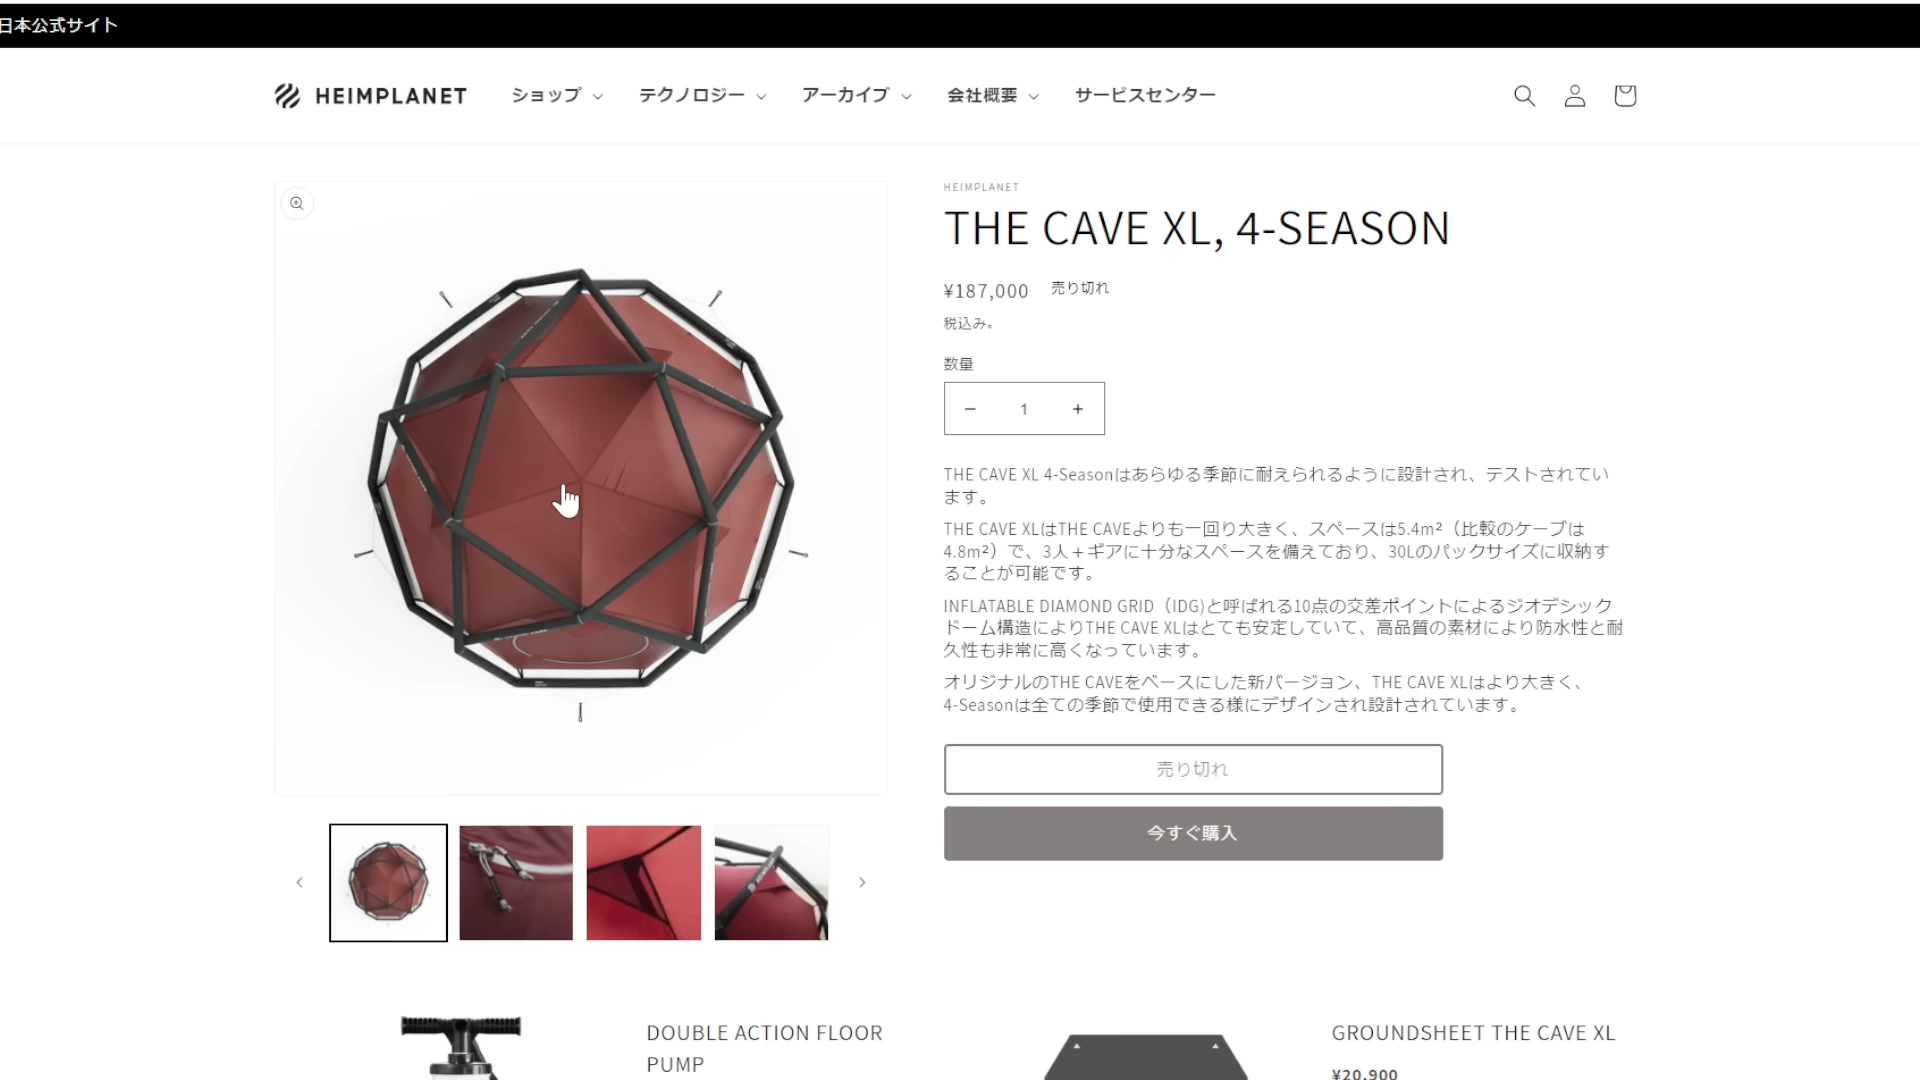 日本公式サイト
HEIMPLANET
ショップ
テクノロジー
アーカイブ
会社概要
サービスセンター
HEIMPLANET
THE CAVE XL, 4-SEASON
¥187,000 売り切れ
税込み。
数量
− 1 +
THE CAVE XL 4-Seasonはあらゆる季節に耐えられるように設計され、テストされてい
ます。
THE CAVE XLはTHE CAVEよりも一回り大きく、スペースは5.4m²（比較のケーブは
4.8m²）で、3人＋ギアに十分なスペースを備えており、30Lのパックサイズに収納す
ることが可能です。
INFLATABLE DIAMOND GRID（IDG)と呼ばれる10点の交差ポイントによるジオデシック
ドーム構造によりTHE CAVE XLはとても安定していて、高品質の素材により防水性と耐
久性も非常に高くなっています。
オリジナルのTHE CAVEをベースにした新バージョン、THE CAVE XLはより大きく、
4-Seasonは全ての季節で使用できる様にデザインされ設計されています。
売り切れ
今すぐ購入
DOUBLE ACTION FLOOR
PUMP
GROUNDSHEET THE CAVE XL
¥20,900